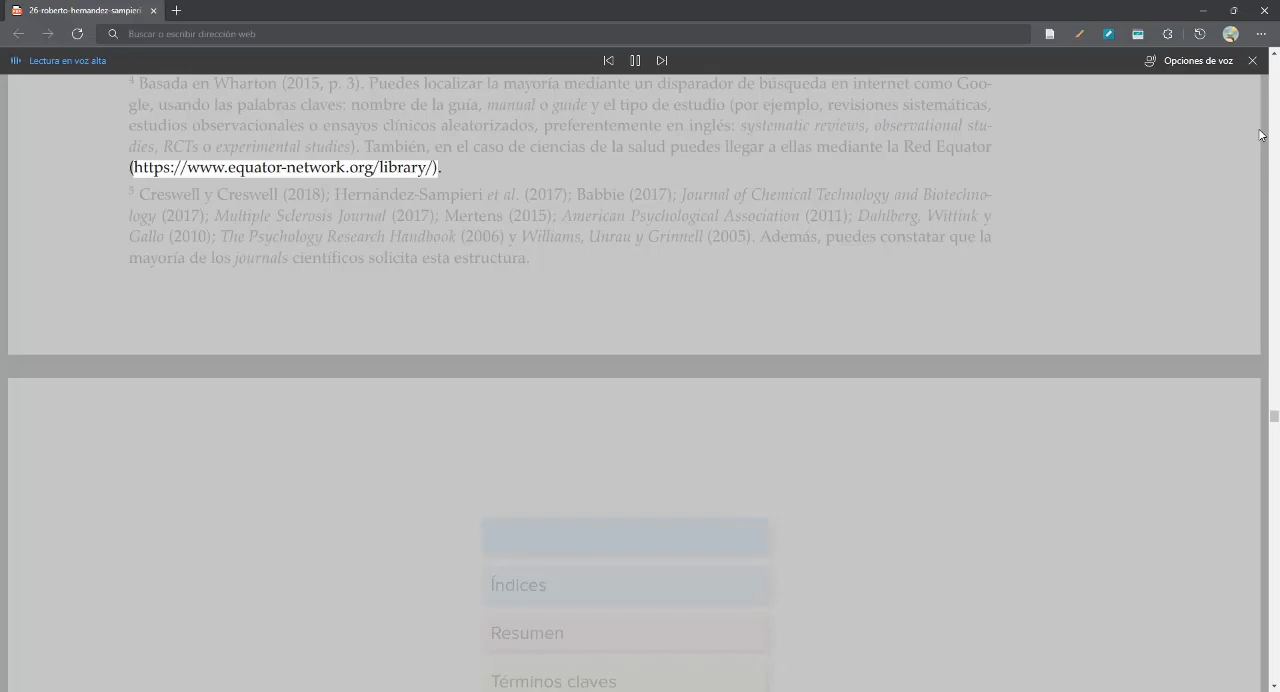 26-roberto-hernandez-sampieri
Buscar o escribir dirección web
Lectura en voz alta
Opciones de voz
4 Basada en Wharton (2015, p. 3). Puedes localizar la mayoría mediante un disparador de búsqueda en internet como Goo-
gle, usando las palabras claves: nombre de la guía, manual o guide y el tipo de estudio (por ejemplo, revisiones sistemáticas,
estudios observacionales o ensayos clínicos aleatorizados, preferentemente en inglés: systematic reviews, observational stu-
dies, RCTs o experimental studies). También, en el caso de ciencias de la salud puedes llegar a ellas mediante la Red Equator
(https://www.equator-network.org/library/).
5 Creswell y Creswell (2018); Hernández-Sampieri et al. (2017); Babbie (2017); Journal of Chemical Technology and Biotechno-
logy (2017); Multiple Sclerosis Journal (2017); Mertens (2015); American Psychological Association (2011); Dahlberg, Wittink y
Gallo (2010); The Psychology Research Handbook (2006) y Williams, Unrau y Grinnell (2005). Además, puedes constatar que la
mayoría de los journals científicos solicita esta estructura.
Índices
Resumen
Términos claves